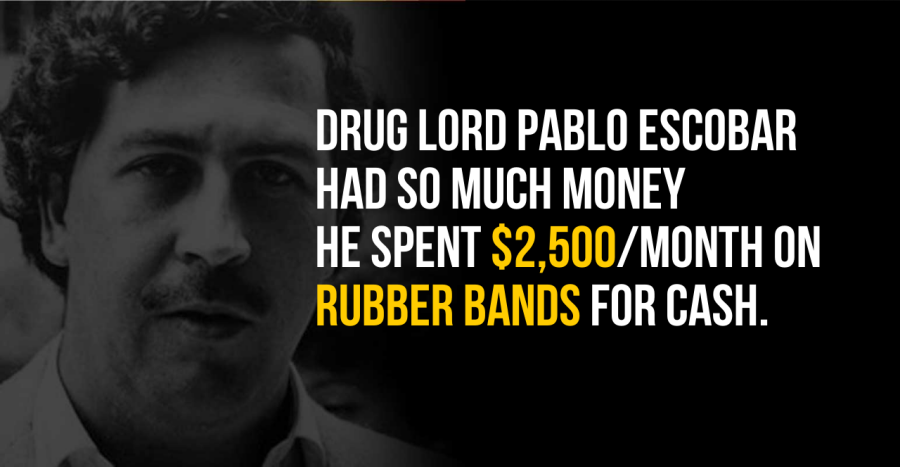 DRUG LORD PABLO ESCOBAR
HAD SO MUCH MONEY
HE SPENT $2,500/MONTH ON
RUBBER BANDS FOR CASH.